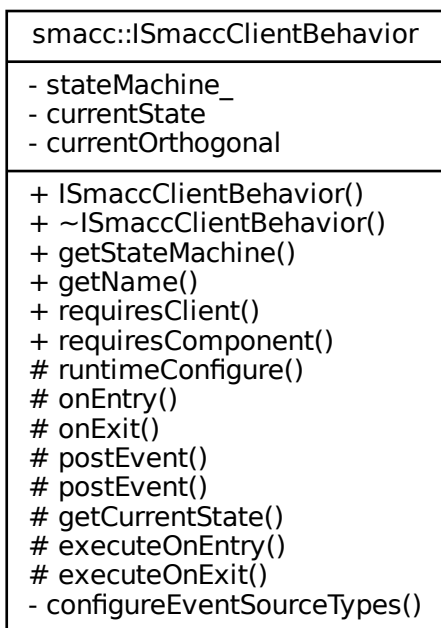 smacc::ISmaccClientBehavior
- stateMachine_
- currentState
- currentOrthogonal
+ ISmaccClientBehavior()
+ ~ISmaccClientBehavior()
+ getStateMachine()
+ getName()
+ requiresClient()
+ requiresComponent()
# runtimeConfigure()
# onEntry()
# onExit()
# postEvent()
# postEvent()
# getCurrentState()
# executeOnEntry()
# executeOnExit()
- configureEventSourceTypes()